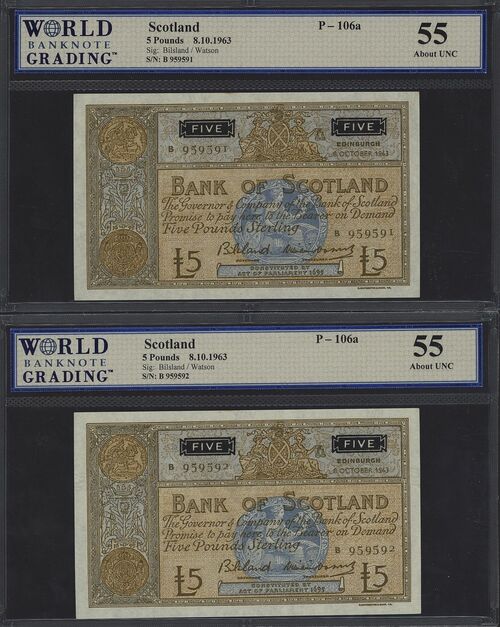 WORLD
BANKNOTE
GRADING™
Scotland
5 Pounds 8.10.1963
Sig: Bilsland / Watson
S/N: B 959591
P – 106a
55
About UNC
FIVE
FIVE
B 959591
EDINBURGH
8 OCTOBER 1963
BANK OF SCOTLAND
The Governor & Company of the Bank of Scotland
Promise to pay here to the Bearer on Demand
Five Pounds Sterling
B 959591
Bilsland
£5
£5
CONSTITUTED BY
ACT OF PARLIAMENT 1695
WORLD
BANKNOTE
GRADING™
Scotland
5 Pounds 8.10.1963
Sig: Bilsland / Watson
S/N: B 959592
P – 106a
55
About UNC
FIVE
FIVE
B 959592
EDINBURGH
8 OCTOBER 1963
BANK OF SCOTLAND
The Governor & Company of the Bank of Scotland
Promise to pay here to the Bearer on Demand
Five Pounds Sterling
B 959592
Bilsland
£5
£5
CONSTITUTED BY
ACT OF PARLIAMENT 1695